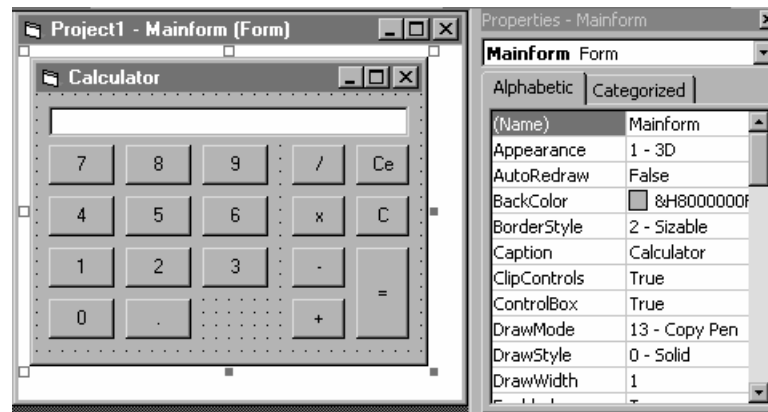 Project1 - Mainform (Form)
Calculator
7 8 9 / Ce
4 5 6 x C
1 2 3 -
=
0 . +
Properties - Mainform
Mainform Form
Alphabetic Categorized
(Name) Mainform
Appearance 1 - 3D
AutoRedraw False
BackColor &H8000000F
BorderStyle 2 - Sizable
Caption Calculator
ClipControls True
ControlBox True
DrawMode 13 - Copy Pen
DrawStyle 0 - Solid
DrawWidth 1